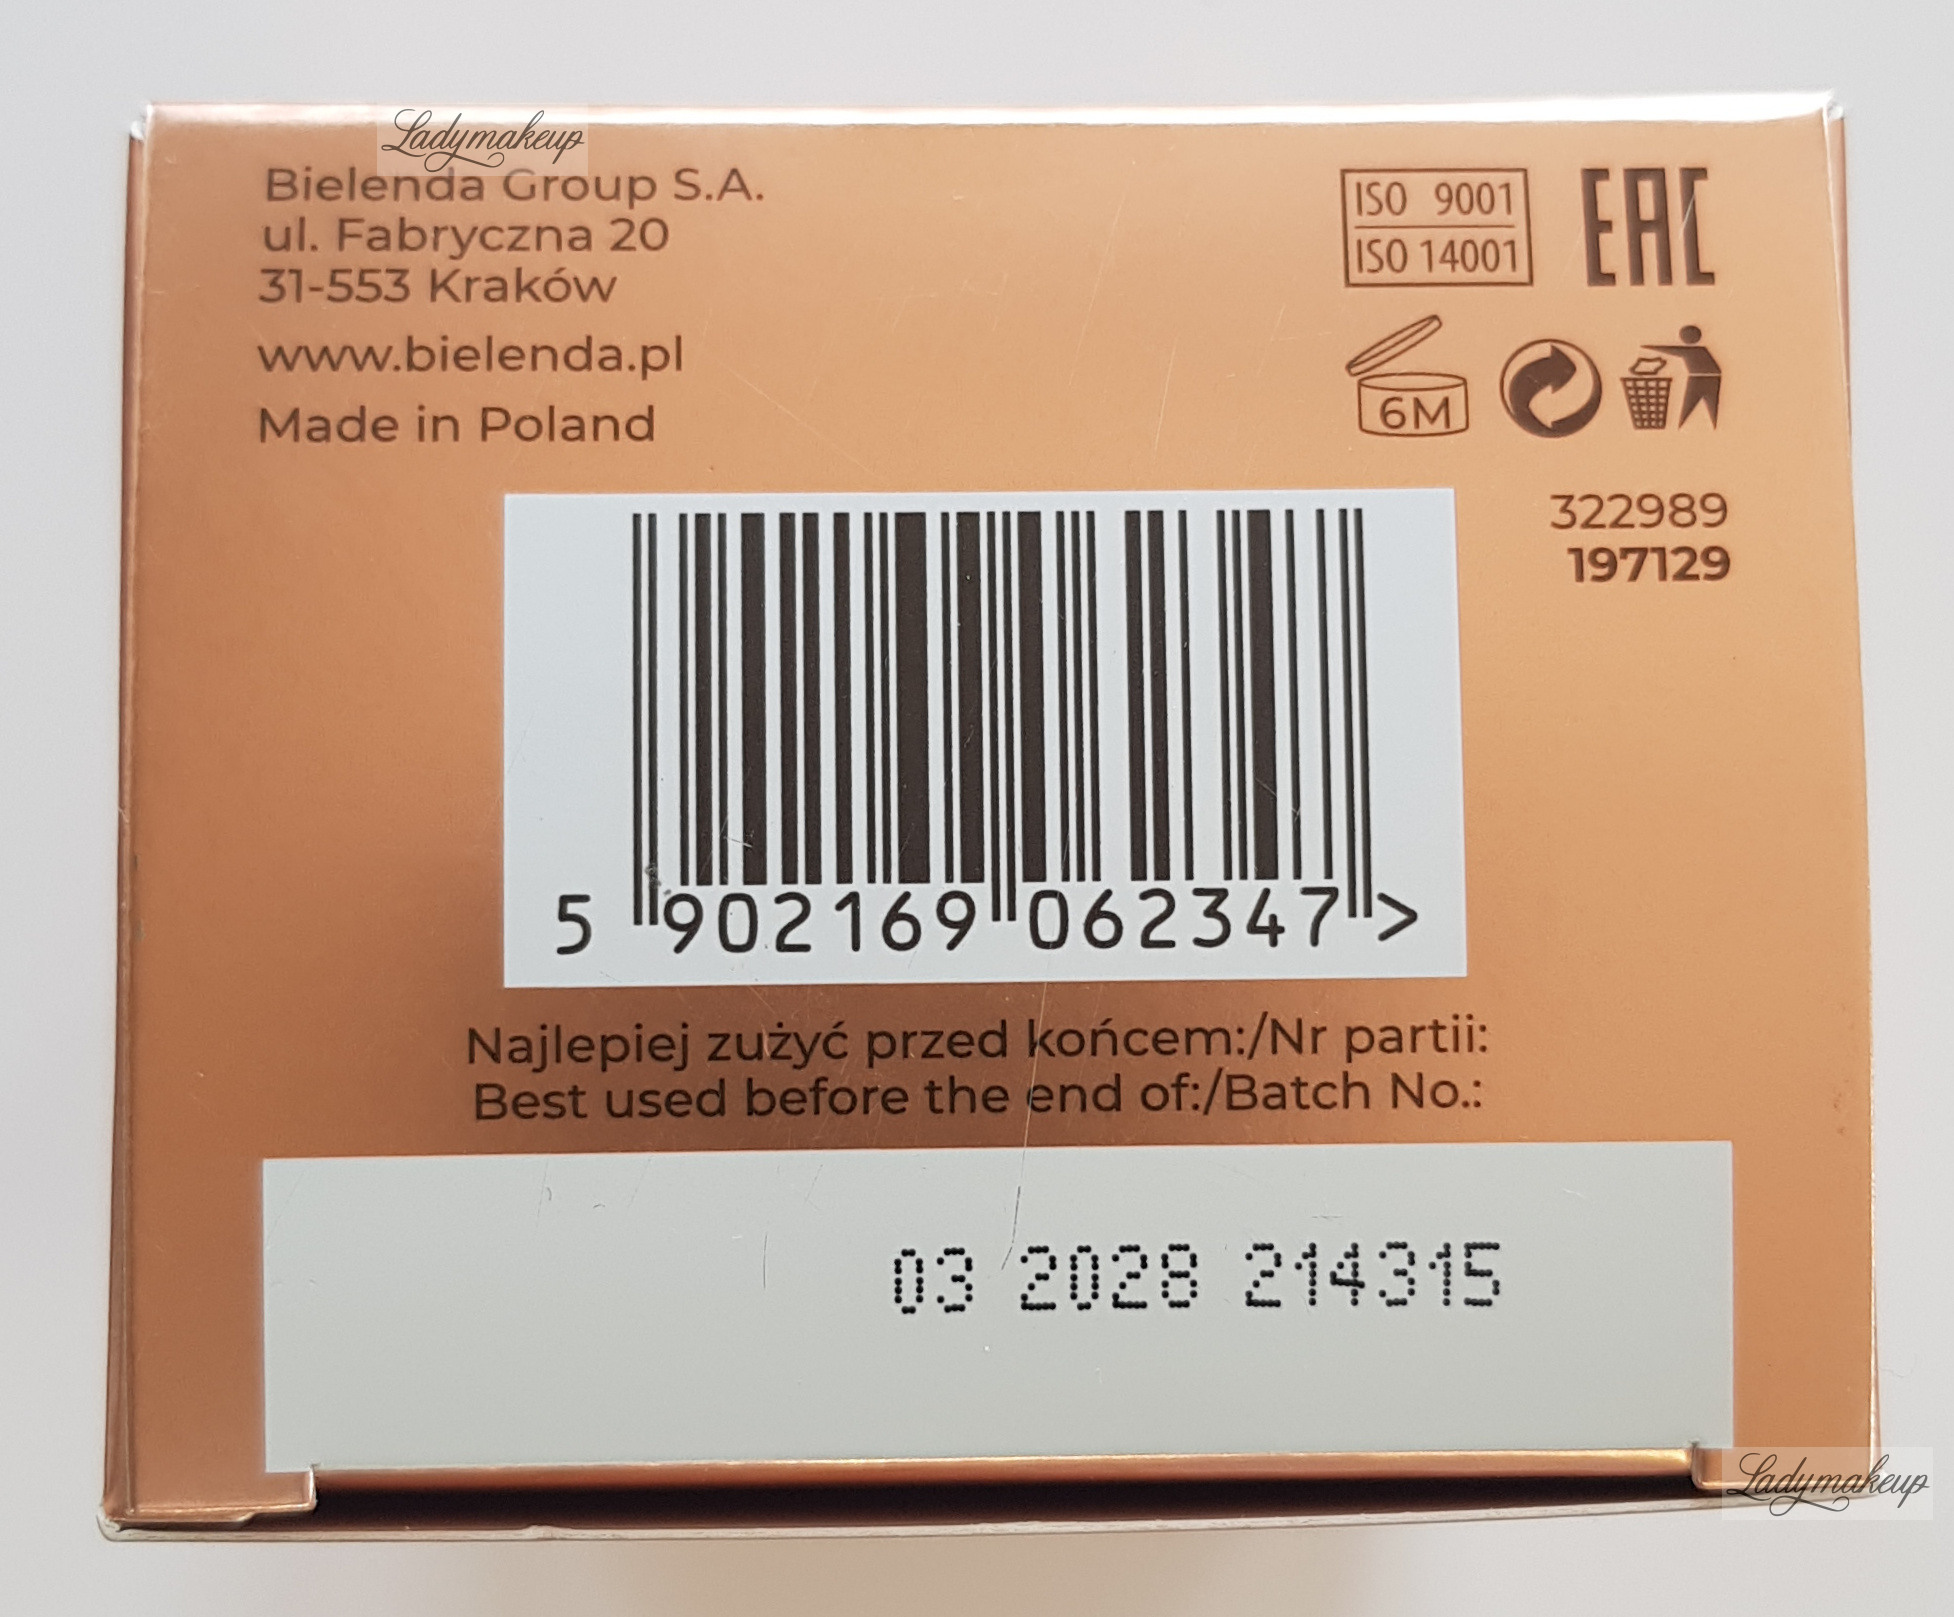 Ladymakeup
Bielenda Group S.A.
ul. Fabryczna 20
31-553 Kraków
www.bielenda.pl
Made in Poland
ISO 9001
ISO 14001
EAC
6M
322989
197129
5 902169 062347 >
Najlepiej zużyć przed końcem:/Nr partii:
Best used before the end of:/Batch No.:
03 2028 214315
Ladymakeup